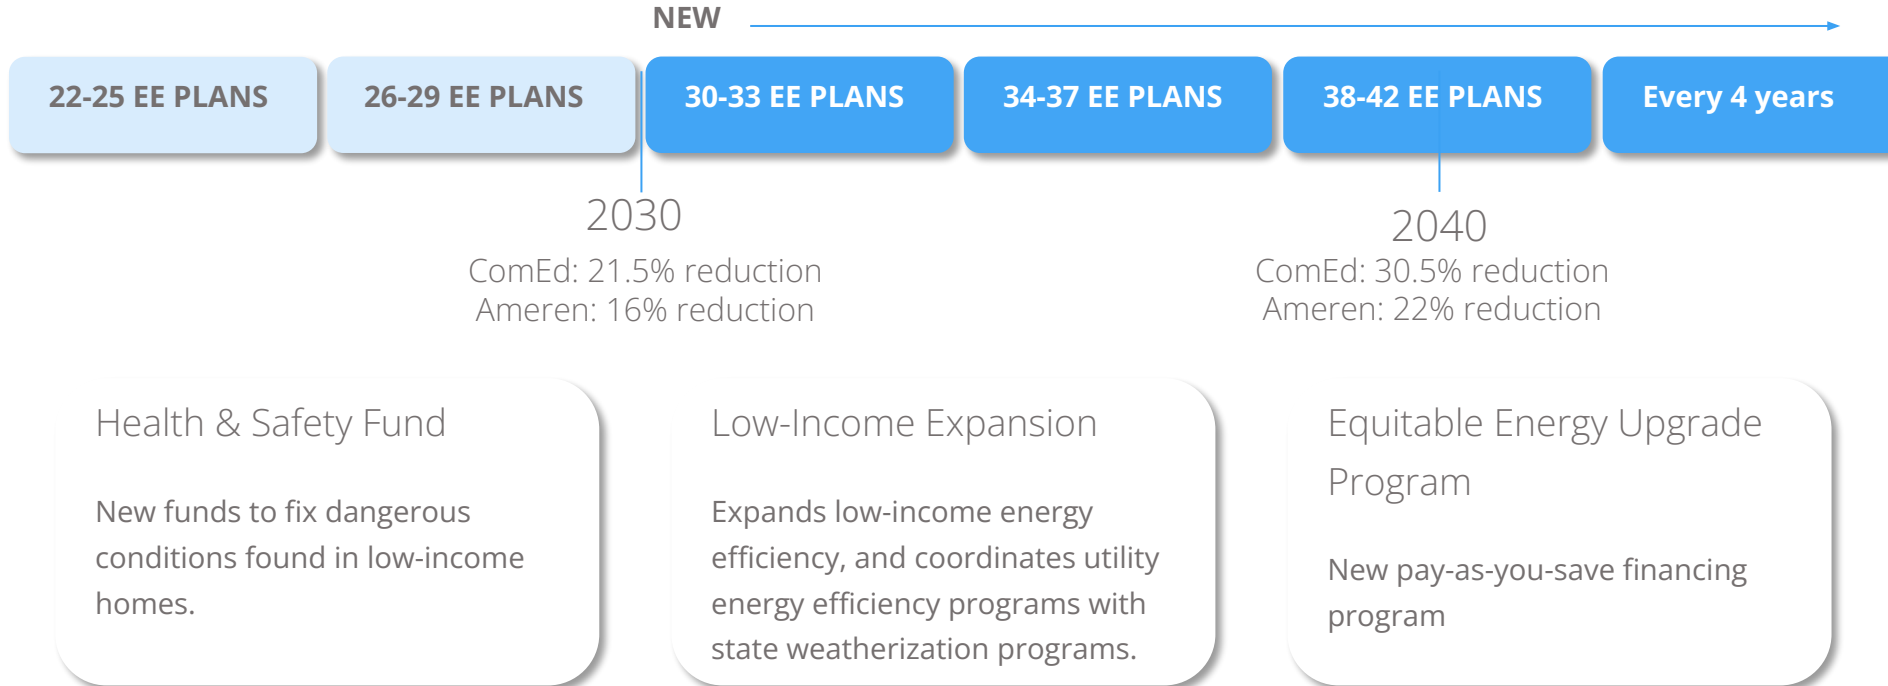 NEW
22-25 EE PLANS
26-29 EE PLANS
30-33 EE PLANS
34-37 EE PLANS
38-42 EE PLANS
Every 4 years
2030
ComEd: 21.5% reduction
Ameren: 16% reduction
2040
ComEd: 30.5% reduction
Ameren: 22% reduction
Health & Safety Fund
New funds to fix dangerous
conditions found in low-income
homes.
Low-Income Expansion
Expands low-income energy
efficiency, and coordinates utility
energy efficiency programs with
state weatherization programs.
Equitable Energy Upgrade
Program
New pay-as-you-save financing
program